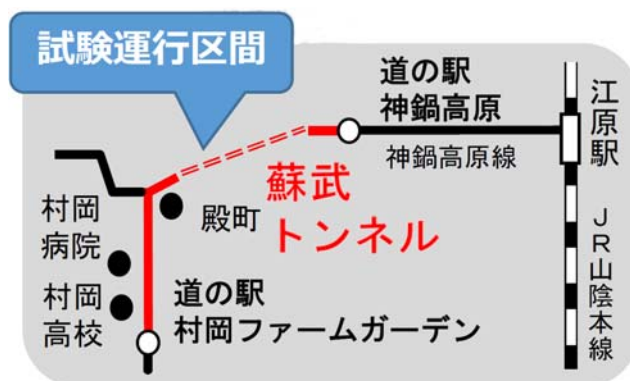 試験運行区間
道の駅
神鍋高原
神鍋高原線
江原駅
JR山陰本線
蘇武
トンネル
殿町
村岡
病院
村岡
高校
道の駅
村岡ファームガーデン